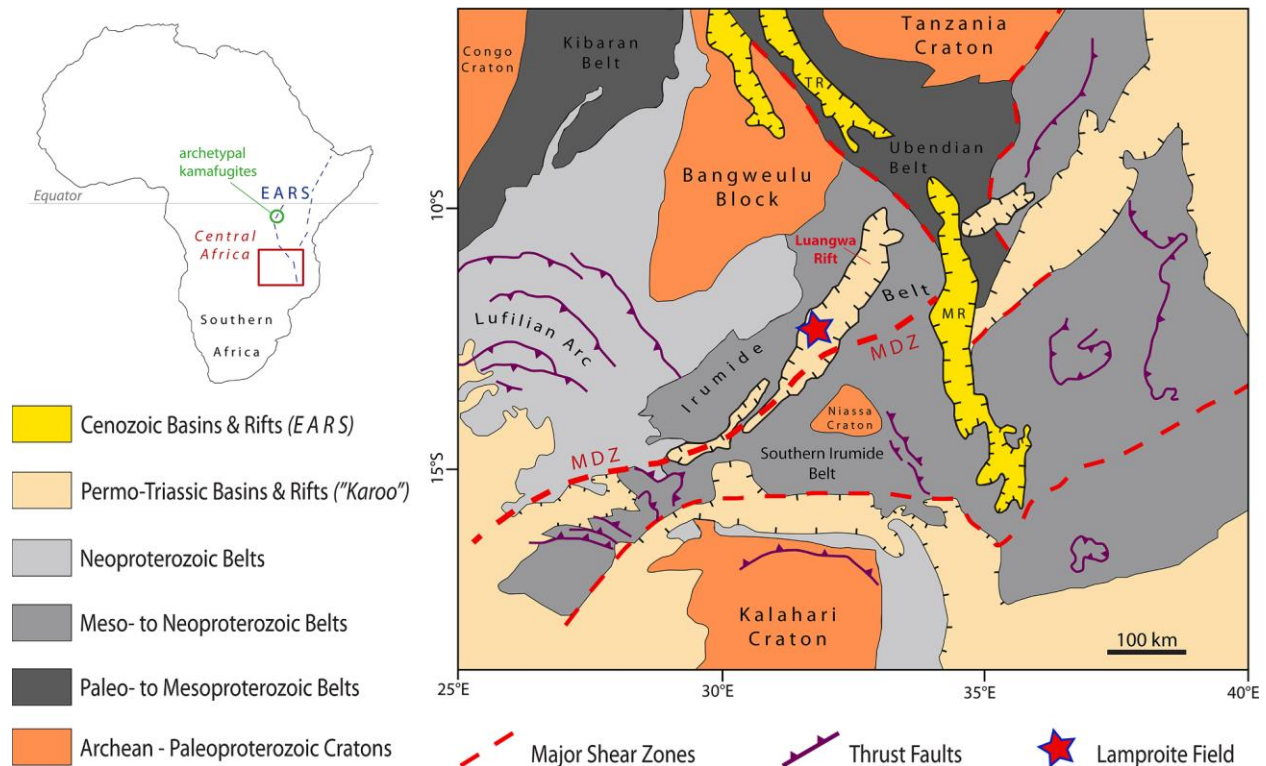 archetypal
kamafugites
EARS
Equator
Central
Africa
Southern
Africa
Cenozoic Basins & Rifts (EARS)
Permo-Triassic Basins & Rifts ("Karoo")
Neoproterozoic Belts
Meso- to Neoproterozoic Belts
Paleo- to Mesoproterozoic Belts
Archean - Paleoproterozoic Cratons
Congo
Craton
Kibaran
Belt
Tanzania
Craton
TR
Ubendian
Belt
Bangweulu
Block
Luangwa
Rift
Lufilian Arc
Irumide
Belt
MDZ
MR
Niassa
Craton
MDZ
Southern Irumide
Belt
Kalahari
Craton
100 km
10°S
15°S
25°E
30°E
35°E
40°E
Major Shear Zones
Thrust Faults
Lamproite Field